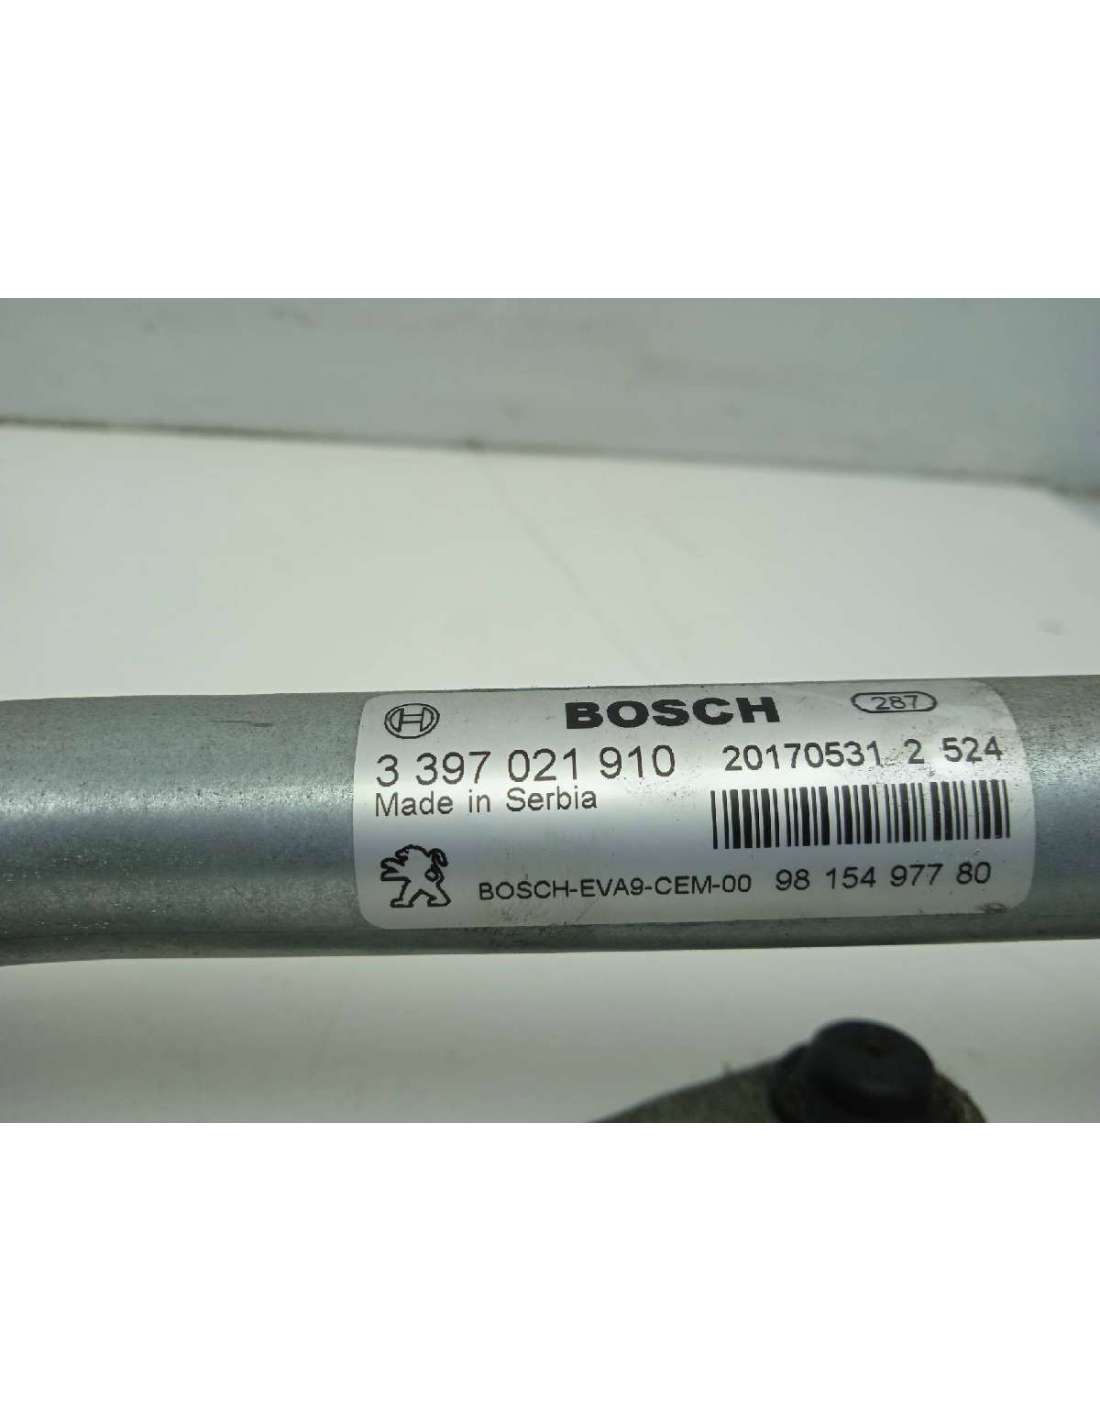 BOSCH 287
3 397 021 910 20170531 2 524
Made in Serbia
BOSCH-EVA9-CEM-00 98 154 977 80